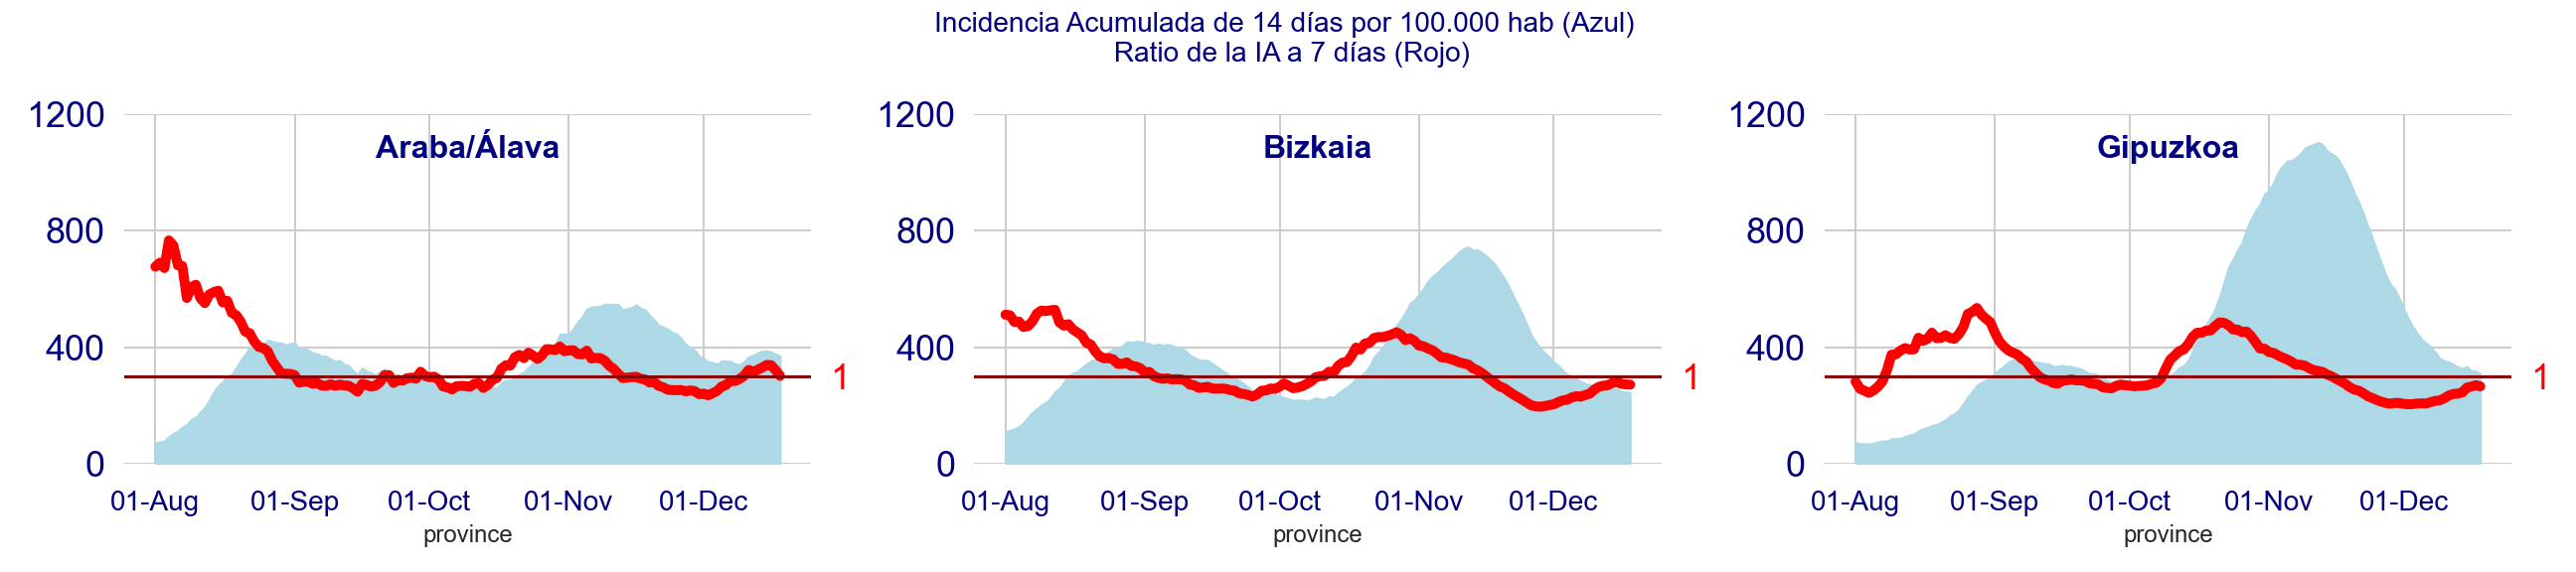 Incidencia Acumulada de 14 días por 100.000 hab (Azul)
Ratio de la IA a 7 días (Rojo)
Araba/Álava
1200
800
400
0
1
01-Aug 01-Sep 01-Oct 01-Nov 01-Dec
province
Bizkaia
1200
800
400
0
1
01-Aug 01-Sep 01-Oct 01-Nov 01-Dec
province
Gipuzkoa
1200
800
400
0
1
01-Aug 01-Sep 01-Oct 01-Nov 01-Dec
province